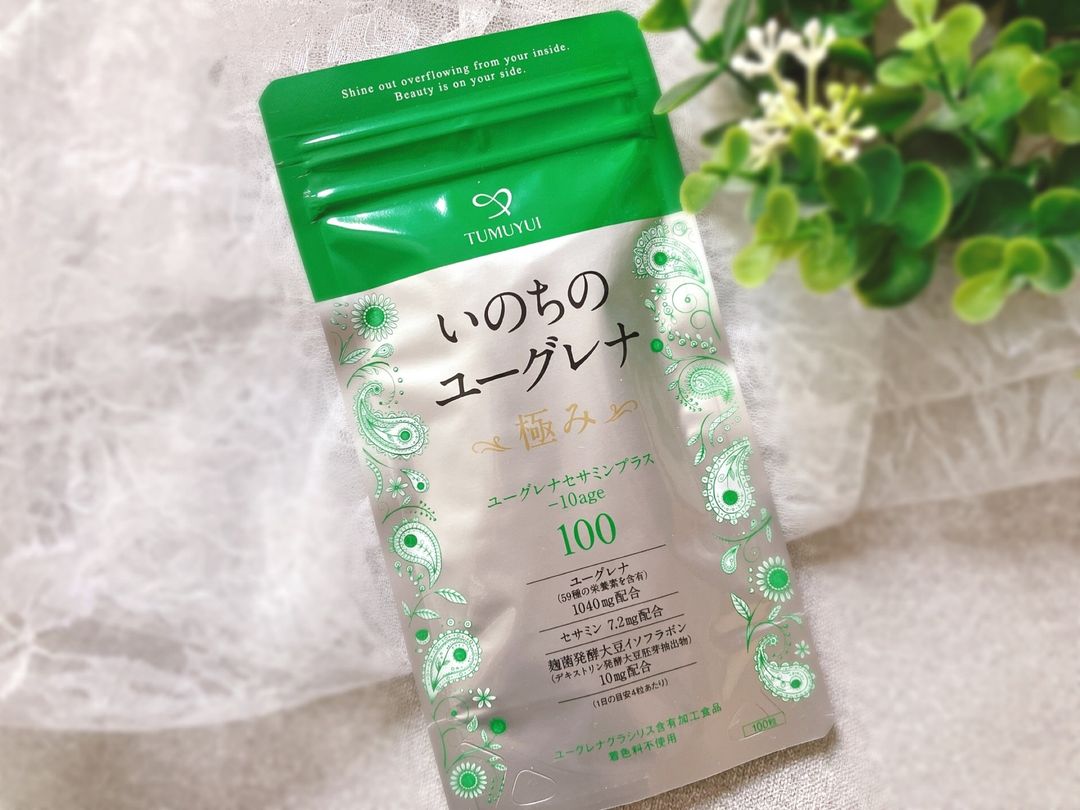 Shine out overflowing from your inside.
Beauty is on your side.
TUMUYUI
いのちの
ユーグレナ
極み
ユーグレナセサミンプラス
-10age
100
ユーグレナ
(59種の栄養素を含有)
1040mg配合
セサミン 7.2mg配合
麹菌発酵大豆イソフラボン
(デキストリン発酵大豆胚芽抽出物)
10mg配合
(1日の目安4粒あたり)
ユーグレナグラシリス含有加工食品
着色料不使用
100粒